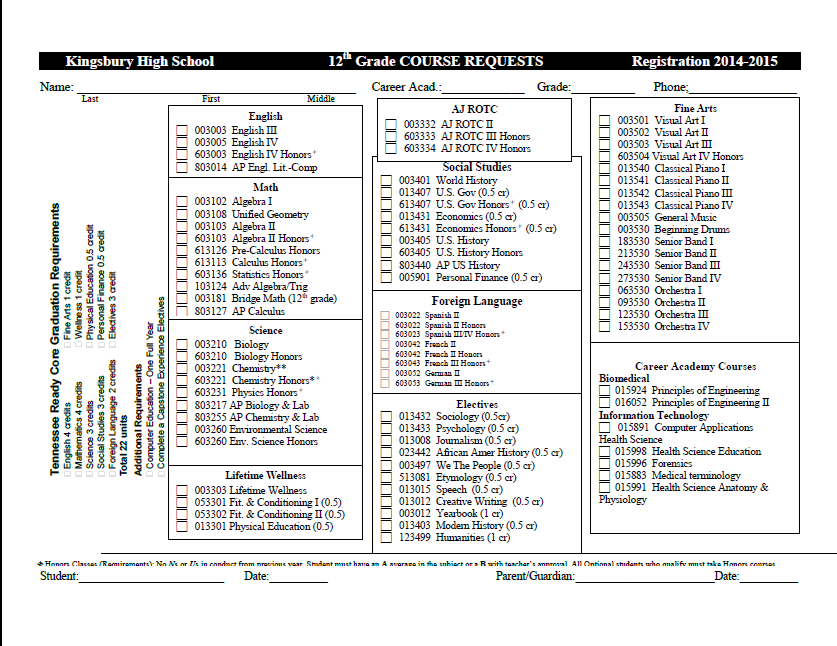 Kingsbury High School 12th Grade COURSE REQUESTS Registration 2014-2015
Name: Career Acad.: Grade: Phone;
Last First Middle
Tennessee Ready Core Graduation Requirements
English 4 credits Fine Arts 1 credit
Mathematics 4 credits Wellness 1 credit
Science 3 credits Physical Education 0.5 credit
Social Studies 3 credits Personal Finance 0.5 credit
Foreign Language 2 credits Electives 3 credit
Total 22 units
Additional Requirements
Computer Education – One Full Year
Complete a Capstone Experience Electives
English
003003 English III
003005 English IV
603003 English IV Honors+
803014 AP Engl. Lit.-Comp
Math
003102 Algebra I
003108 Unified Geometry
003103 Algebra II
603103 Algebra II Honors+
613126 Pre-Calculus Honors
613113 Calculus Honors+
603136 Statistics Honors+
103124 Adv Algebra/Trig
003181 Bridge Math (12th grade)
803127 AP Calculus
Science
003210 Biology
603210 Biology Honors
003221 Chemistry**
603221 Chemistry Honors*+
603231 Physics Honors+
803217 AP Biology & Lab
803255 AP Chemistry & Lab
003260 Environmental Science
603260 Env. Science Honors
Lifetime Wellness
003303 Lifetime Wellness
053301 Fit. & Conditioning I (0.5)
053302 Fit. & Conditioning II (0.5)
013301 Physical Education (0.5)
AJ ROTC
003332 AJ ROTC II
603333 AJ ROTC III Honors
603334 AJ ROTC IV Honors
Social Studies
003401 World History
013407 U.S. Gov (0.5 cr)
613407 U.S. Gov Honors+ (0.5 cr)
013431 Economics (0.5 cr)
613431 Economics Honors+ (0.5 cr)
003405 U.S. History
603405 U.S. History Honors
803440 AP US History
005901 Personal Finance (0.5 cr)
Foreign Language
003022 Spanish II
603022 Spanish II Honors
603023 Spanish III/IV Honors+
003042 French II
603042 French II Honors
603043 French III Honors+
003052 German II
603053 German III Honors+
Electives
013432 Sociology (0.5cr)
013433 Psychology (0.5 cr)
013008 Journalism (0.5 cr)
023442 African Amer History (0.5 cr)
003497 We The People (0.5 cr)
513081 Etymology (0.5 cr)
013015 Speech (0.5 cr)
013012 Creative Writing (0.5 cr)
003012 Yearbook (1 cr)
013403 Modern History (0.5 cr)
123499 Humanities (1 cr)
Fine Arts
003501 Visual Art I
003502 Visual Art II
003503 Visual Art III
603504 Visual Art IV Honors
013540 Classical Piano I
013541 Classical Piano II
013542 Classical Piano III
013543 Classical Piano IV
003505 General Music
003530 Beginning Drums
183530 Senior Band I
213530 Senior Band II
243530 Senior Band III
273530 Senior Band IV
063530 Orchestra I
093530 Orchestra II
123530 Orchestra III
153530 Orchestra IV
Career Academy Courses
Biomedical
015924 Principles of Engineering
016052 Principles of Engineering II
Information Technology
015891 Computer Applications
Health Science
015998 Health Science Education
015996 Forensics
015883 Medical terminology
015991 Health Science Anatomy &
Physiology
* Honors Classes (Requirements): No Ns or Us in conduct from previous year. Student must have an A average in the subject or a B with teacher's approval. All Optional students who qualify must take Honors courses
Student: Date: Parent/Guardian: Date: